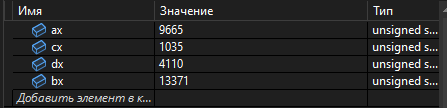 Имя Значение Тип
ax 9665 unsigned s...
cx 1035 unsigned s...
dx 4110 unsigned s...
bx 13371 unsigned s...
Добавить элемент в к...